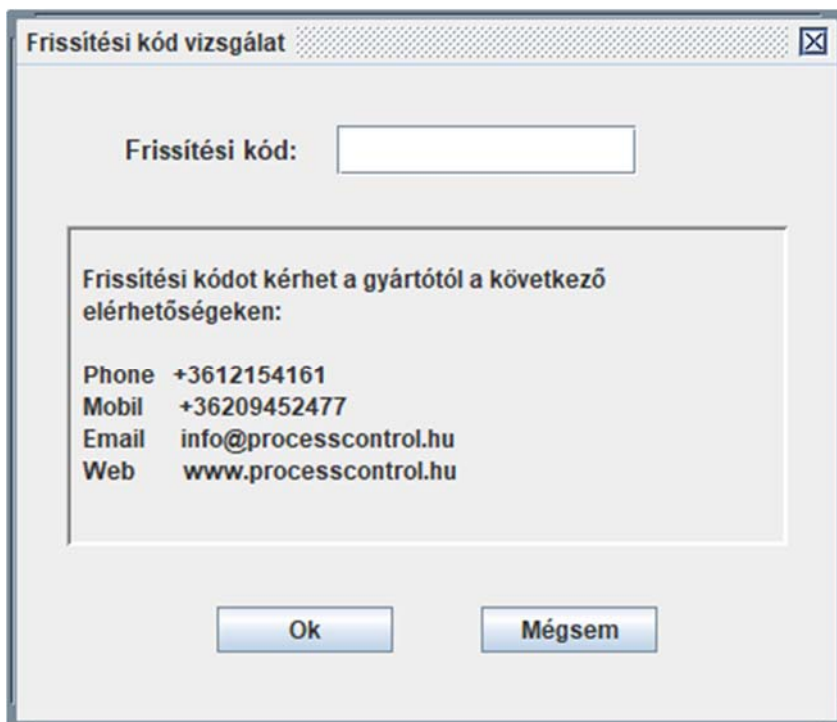 Frissítési kód vizsgálat
Frissítési kód:
Frissítési kódot kérhet a gyártótól a következő
elérhetőségeken:
Phone +3612154161
Mobil +36209452477
Email info@processcontrol.hu
Web www.processcontrol.hu
Ok
Mégsem